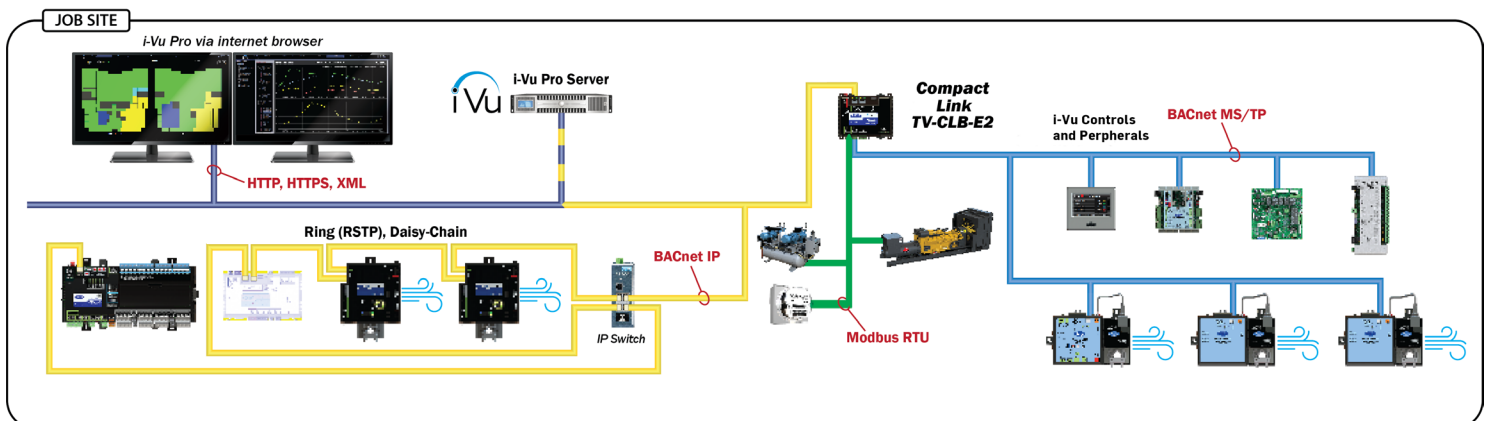 JOB SITE
i-Vu Pro via internet browser
i-Vu Pro Server
i Vu
Compact
Link
TV-CLB-E2
i-Vu Controls
and Perpherals
BACnet MS/TP
HTTP, HTTPS, XML
Ring (RSTP), Daisy-Chain
BACnet IP
IP Switch
Modbus RTU